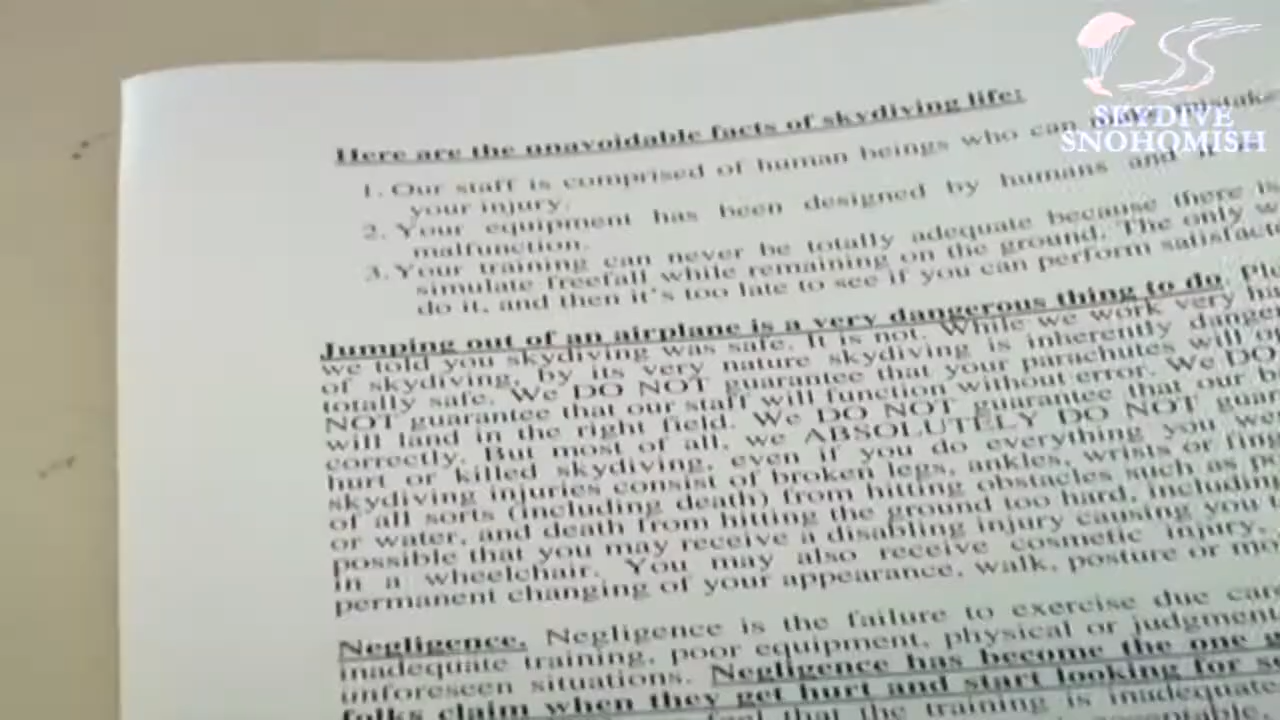 SKYDIVE
SNOHOMISH
Here are the unavoidable facts of skydiving life:
1. Our staff is comprised of human beings who can make mistake
your injury.
2. Your equipment has been designed by humans and it
malfunction.
3. Your training can never be totally adequate because there is
simulate freefall while remaining on the ground. The only w
do it, and then it's too late to see if you can perform satisfacto
Jumping out of an airplane is a very dangerous thing to do.
we told you skydiving was safe. It is not. While we work very ha
of skydiving, by its very nature skydiving is inherently danger
totally safe. We DO NOT guarantee that your parachutes will
NOT guarantee that our staff will function without error. We DO
will land in the right field. We DO NOT guarantee that our
correctly. But most of all, we ABSOLUTELY DO NOT guar
hurt or killed skydiving, even if you do everything you we
skydiving injuries consist of broken legs, ankles, wrists or fing
of all sorts (including death) from hitting obstacles such as
or water, and death from hitting the ground too hard, including
possible that you may receive a disabling injury causing you
in a wheelchair. You may also receive cosmetic injury,
permanent changing of your appearance, walk, posture or mo
Negligence. Negligence is the failure to exercise due care
inadequate training, poor equipment, physical or judgment
unforeseen situations. Negligence has become the one
folks claim when they get hurt and start looking for
feel that the training is inadequate